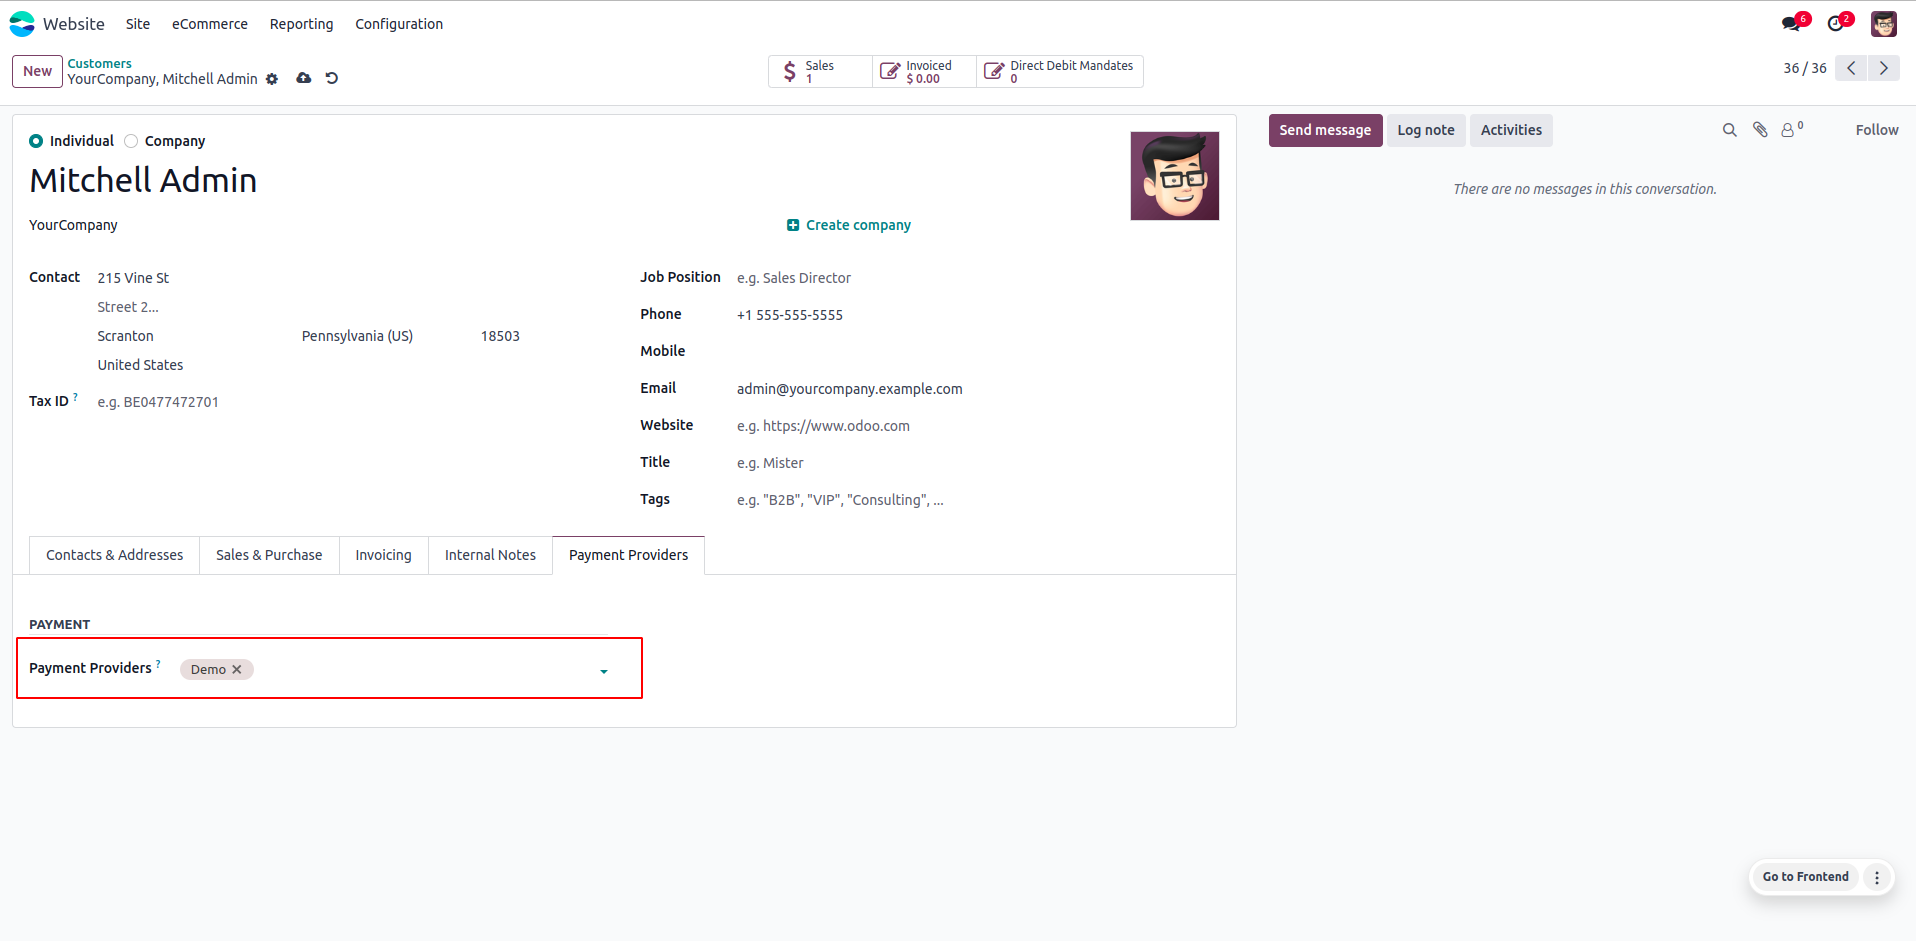 Website Site eCommerce Reporting Configuration 6 2
New Customers
YourCompany, Mitchell Admin
Sales
1
Invoiced
$ 0.00
Direct Debit Mandates
0
36 / 36
Individual Company
Mitchell Admin
YourCompany
Create company
Contact 215 Vine St
Street 2...
Scranton Pennsylvania (US) 18503
United States
Tax ID ? e.g. BE0477472701
Job Position e.g. Sales Director
Phone +1 555-555-5555
Mobile
Email admin@yourcompany.example.com
Website e.g. https://www.odoo.com
Title e.g. Mister
Tags e.g. "B2B", "VIP", "Consulting", ...
Contacts & Addresses Sales & Purchase Invoicing Internal Notes Payment Providers
PAYMENT
Payment Providers ? Demo
Send message Log note Activities 0 Follow
There are no messages in this conversation.
Go to Frontend